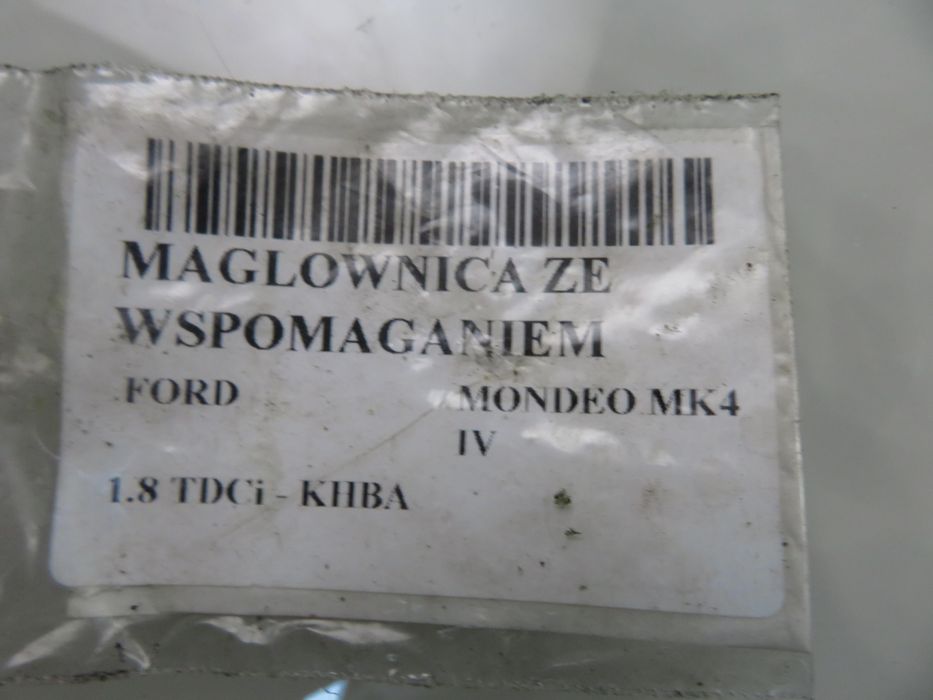 MAGLOWNICA ZE
WSPOMAGANIEM
FORD MONDEO MK4
IV
1.8 TDCi - KHBA